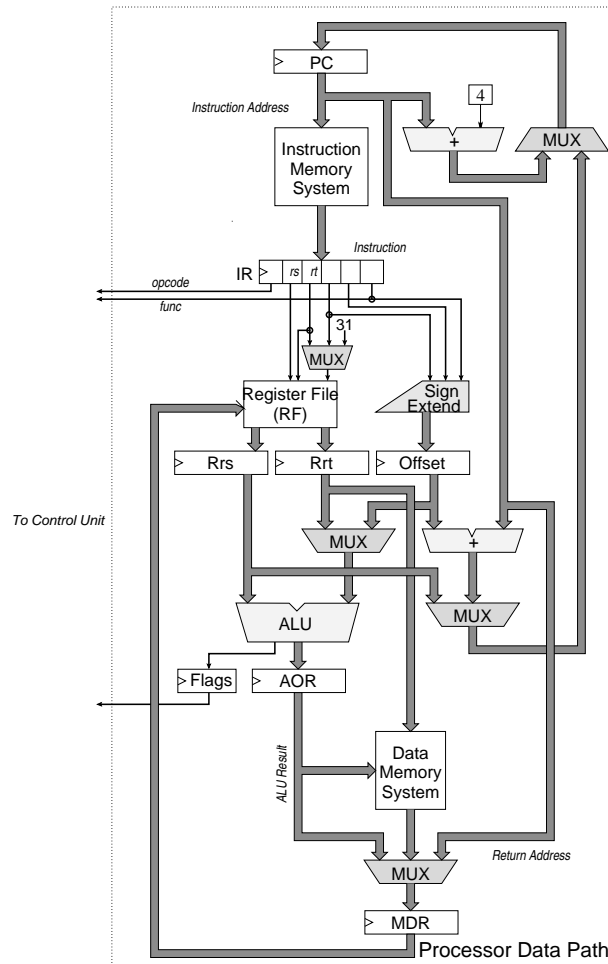 PC
Instruction Address
4
+
MUX
Instruction
Memory
System
Instruction
IR
rs
rt
opcode
func
31
MUX
Register File
(RF)
Sign
Extend
Rrs
Rrt
Offset
To Control Unit
MUX
+
MUX
ALU
Flags
AOR
ALU Result
Data
Memory
System
Return Address
MUX
MDR
Processor Data Path